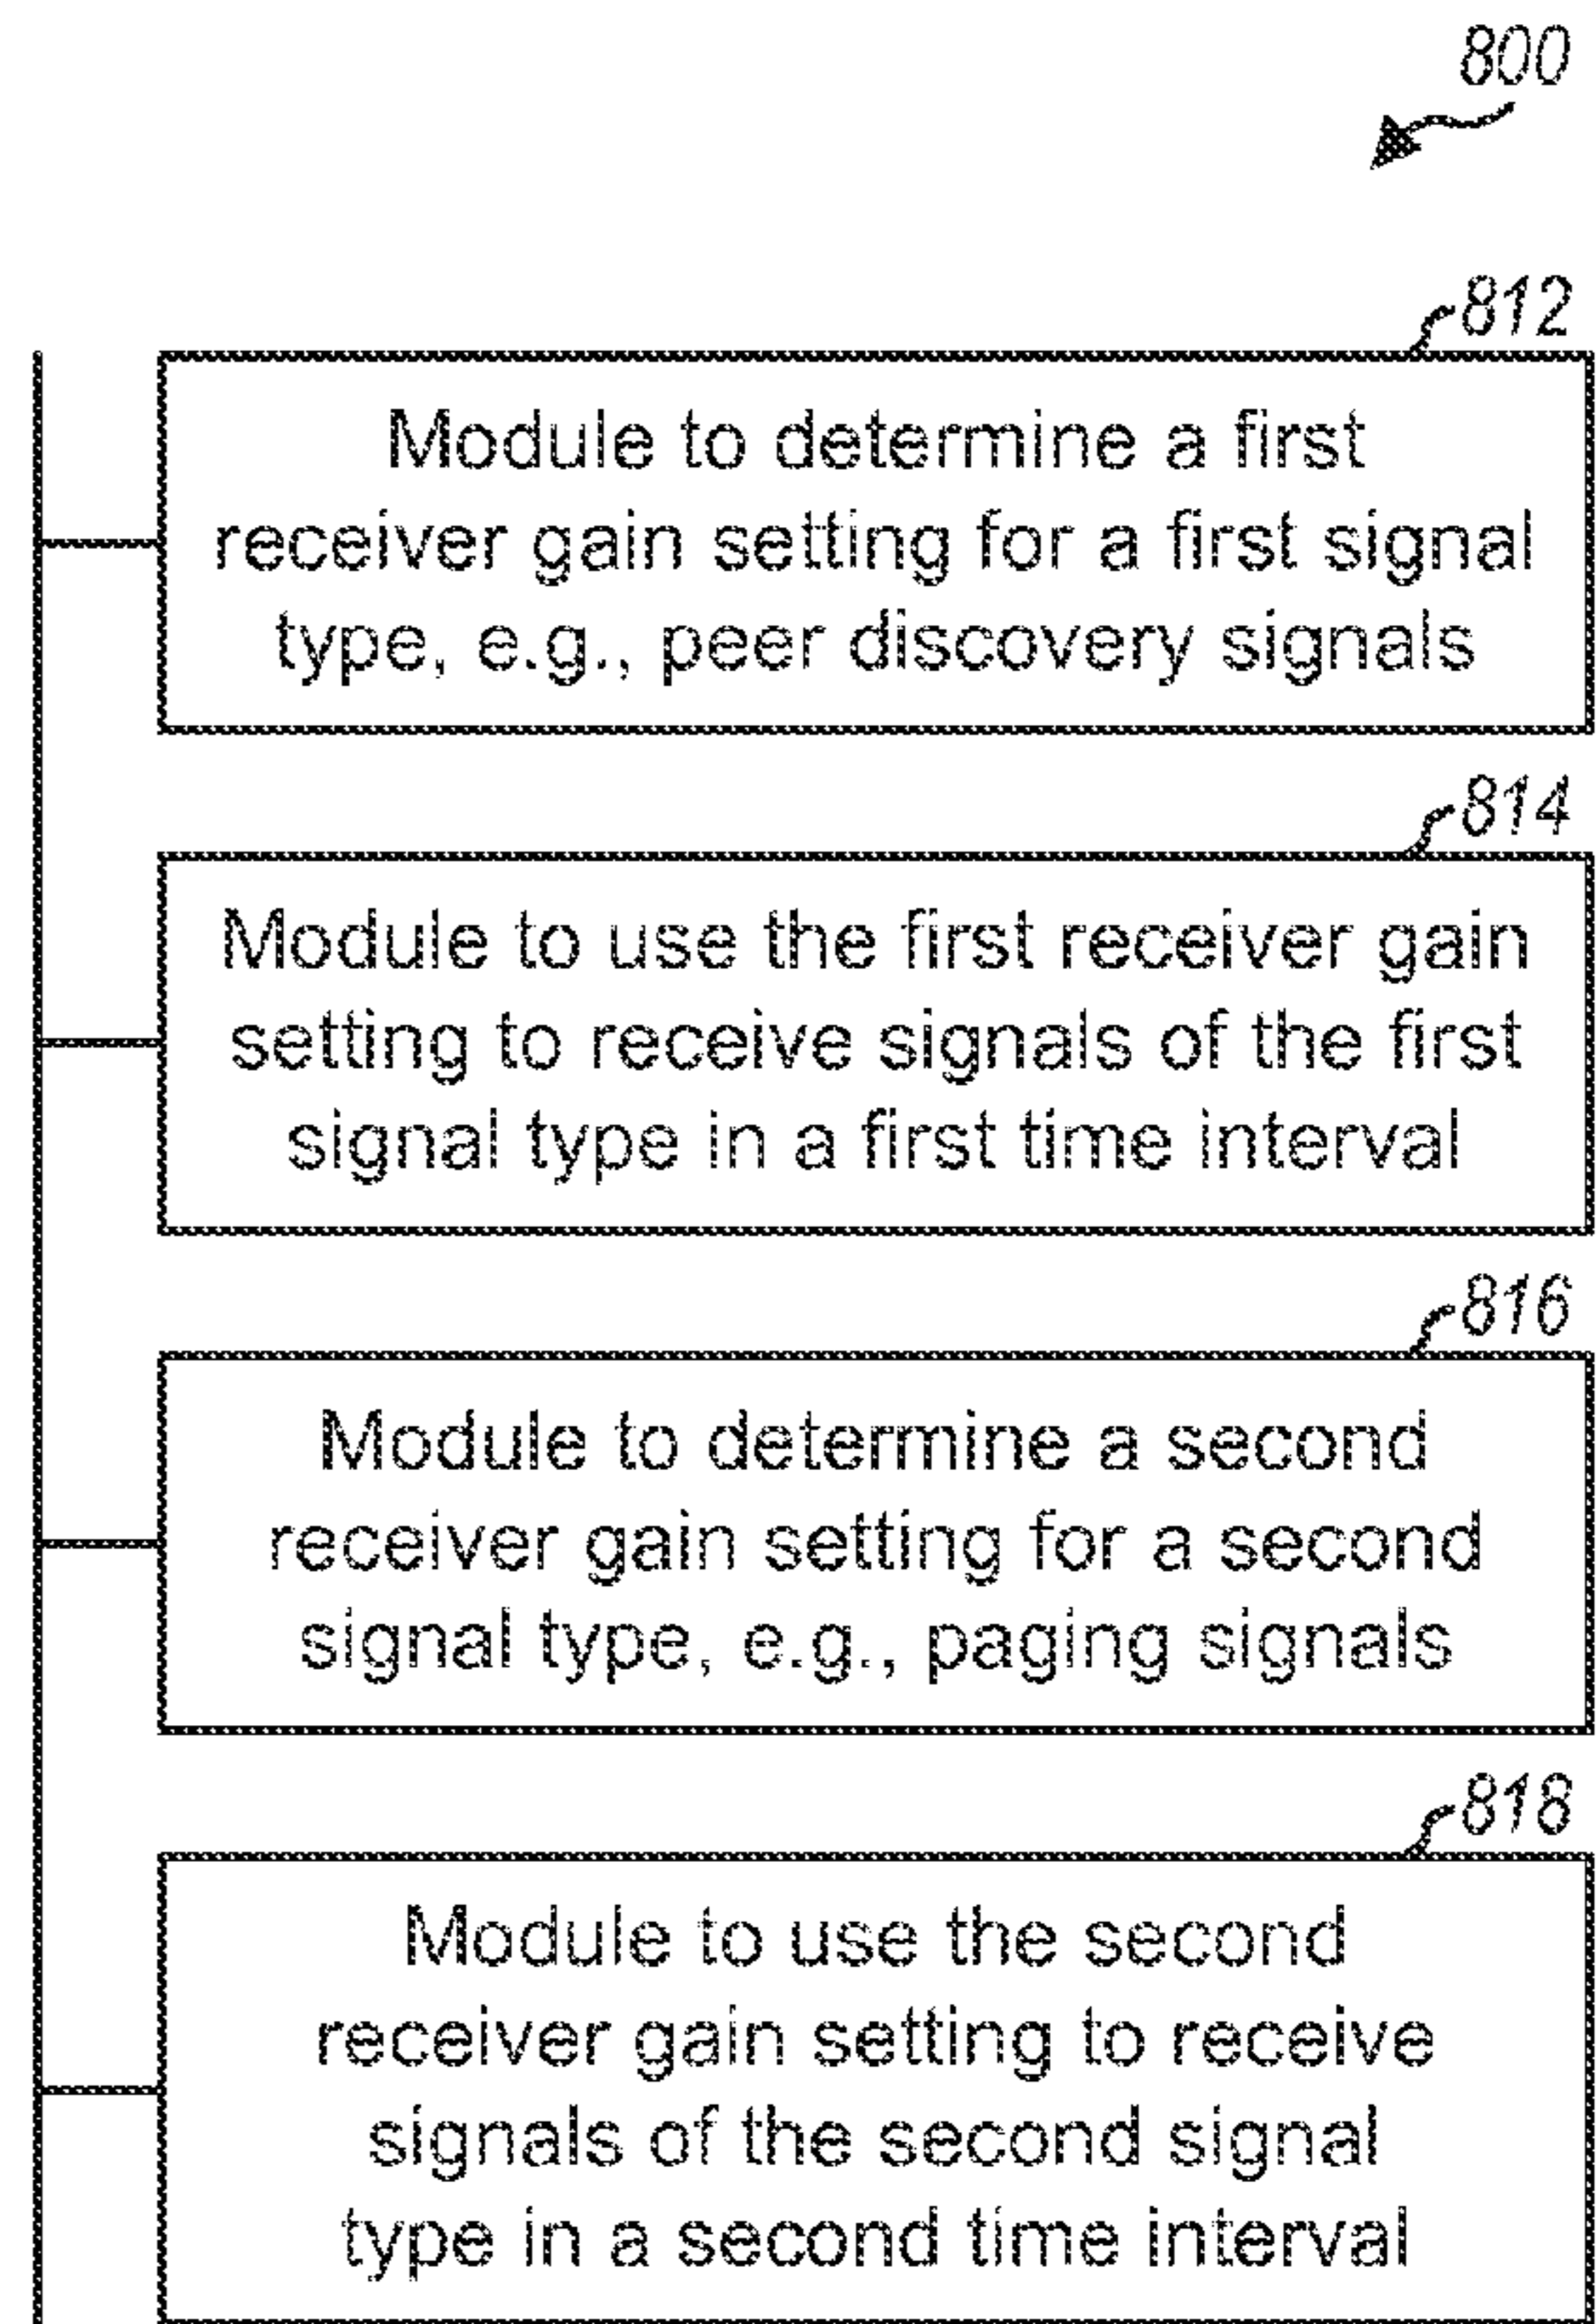 800
812
Module to determine a first
receiver gain setting for a first signal
type, e.g., peer discovery signals
814
Module to use the first receiver gain
setting to receive signals of the first
signal type in a first time interval
816
Module to determine a second
receiver gain setting for a second
signal type, e.g., paging signals
818
Module to use the second
receiver gain setting to receive
signals of the second signal
type in a second time interval